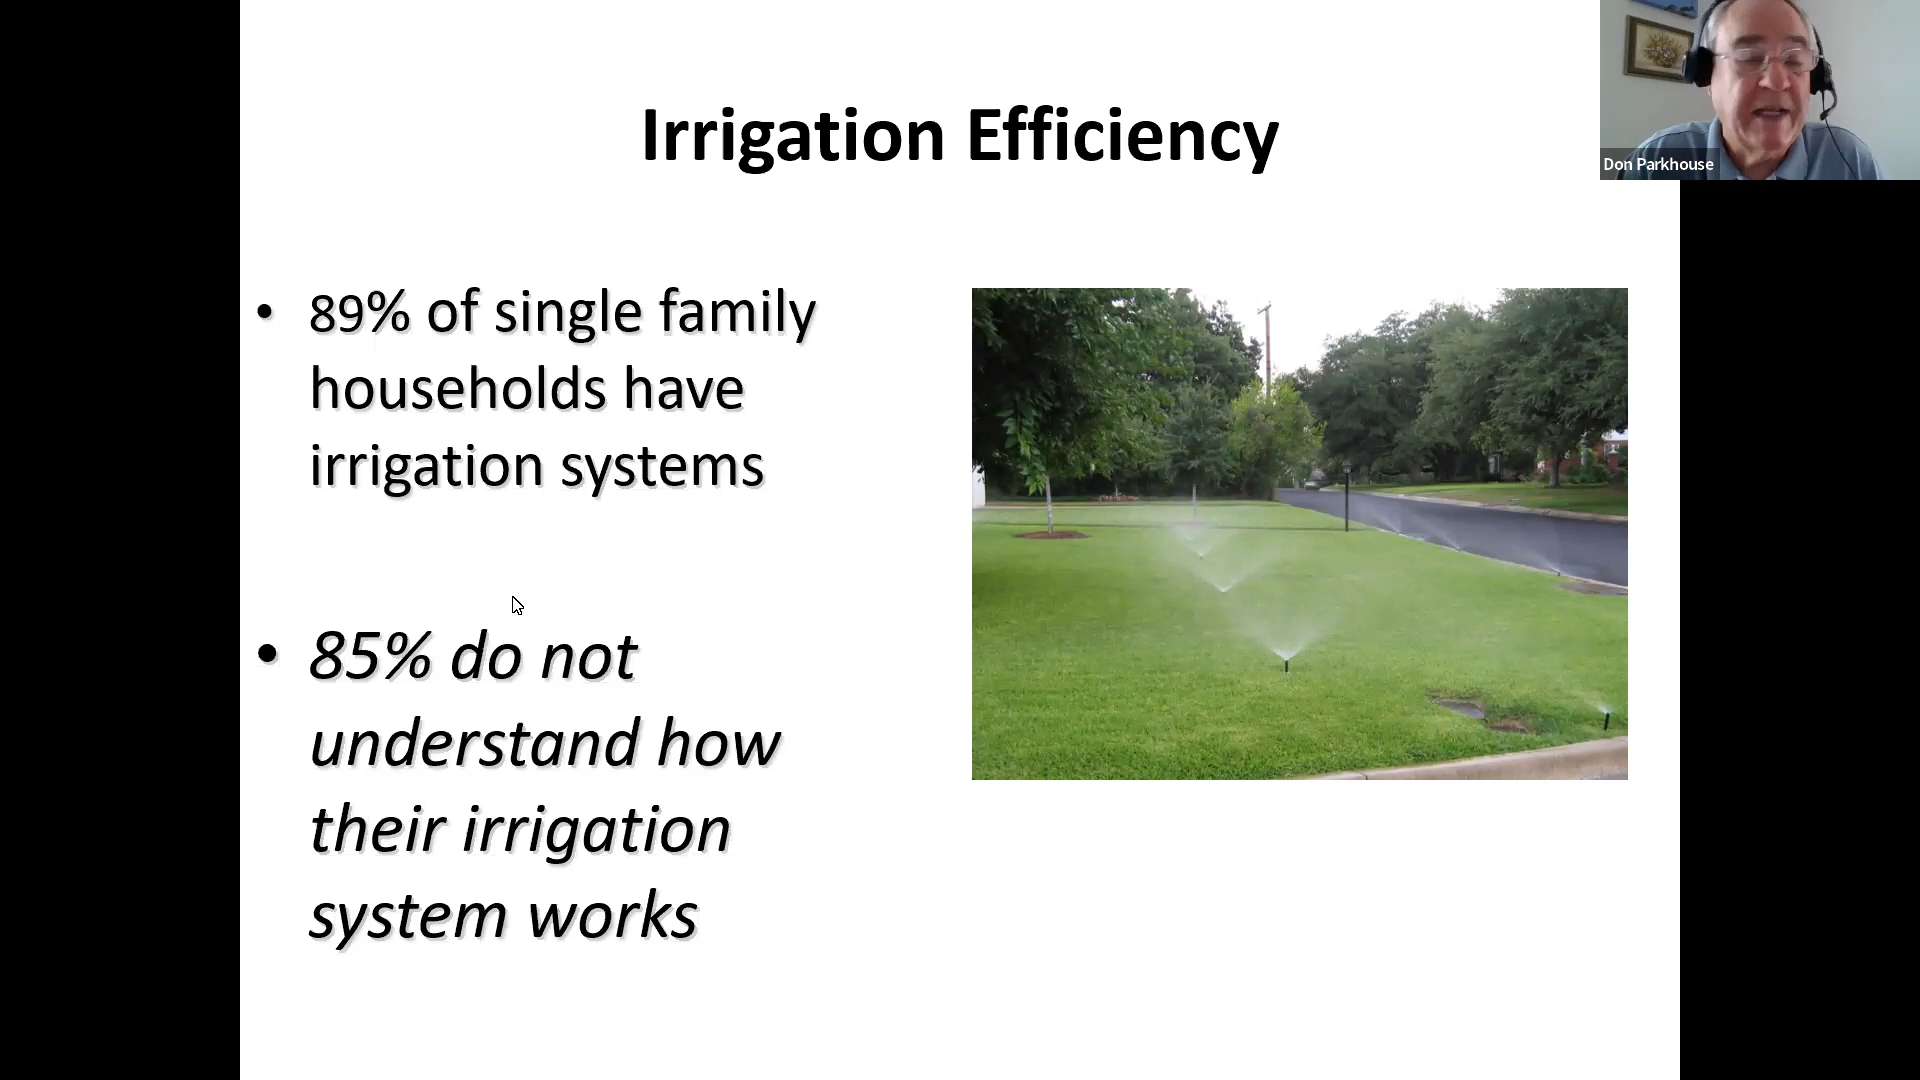 Irrigation Efficiency
Don Parkhouse
• 89% of single family
households have
irrigation systems
• 85% do not
understand how
their irrigation
system works